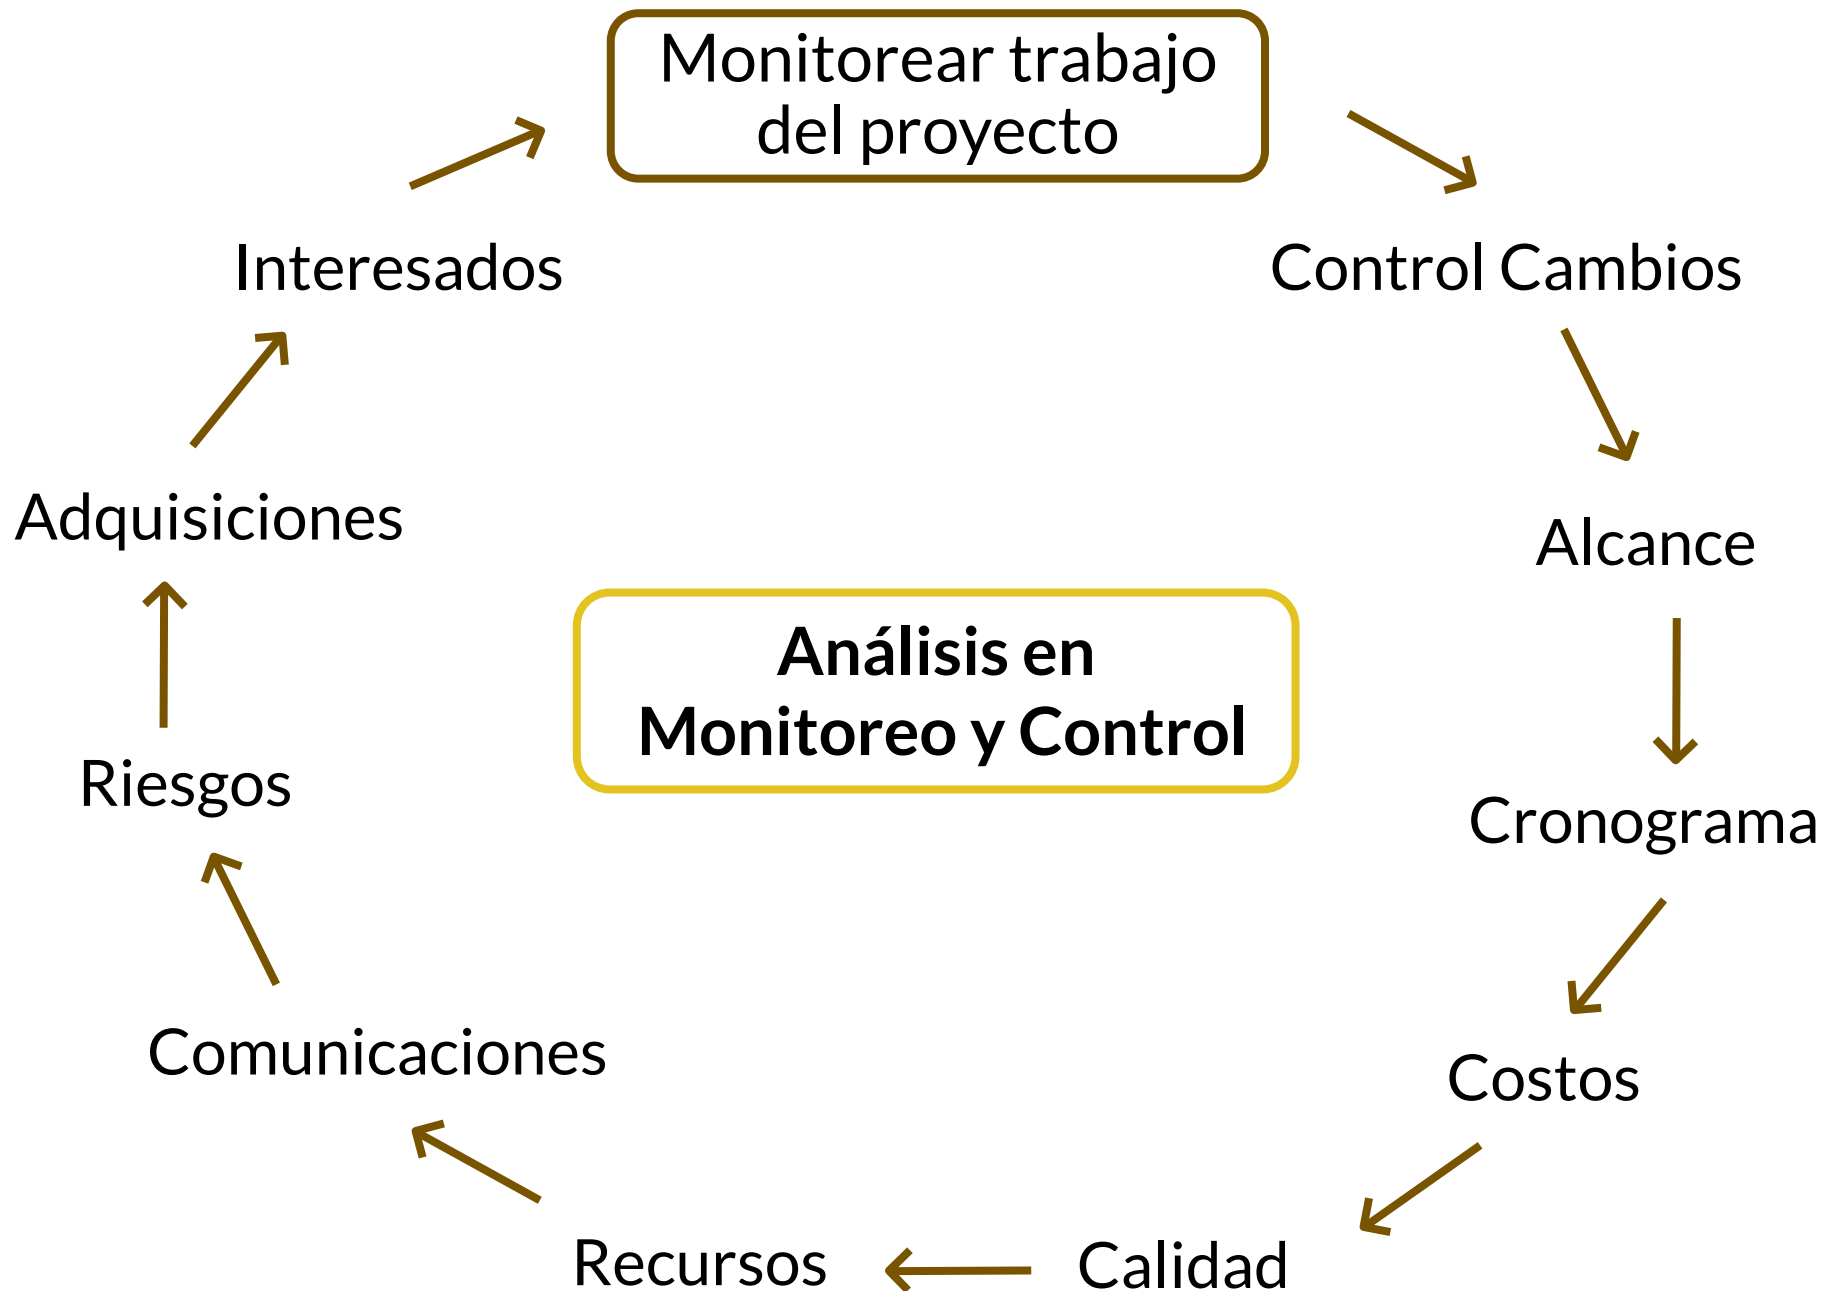 Monitorear trabajo
del proyecto
Control Cambios
Alcance
Cronograma
Costos
Calidad
Recursos
Comunicaciones
Riesgos
Adquisiciones
Interesados
Análisis en
Monitoreo y Control